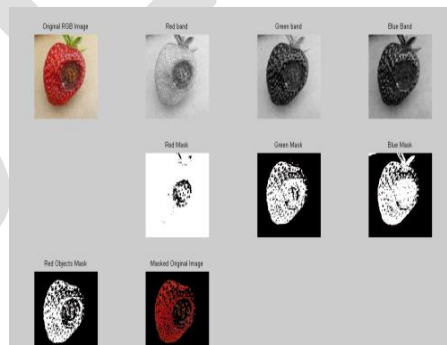 Original RGB Image
Red band
Green band
Blue Band
Red Mask
Green Mask
Blue Mask
Red Objects Mask
Masked Original Image